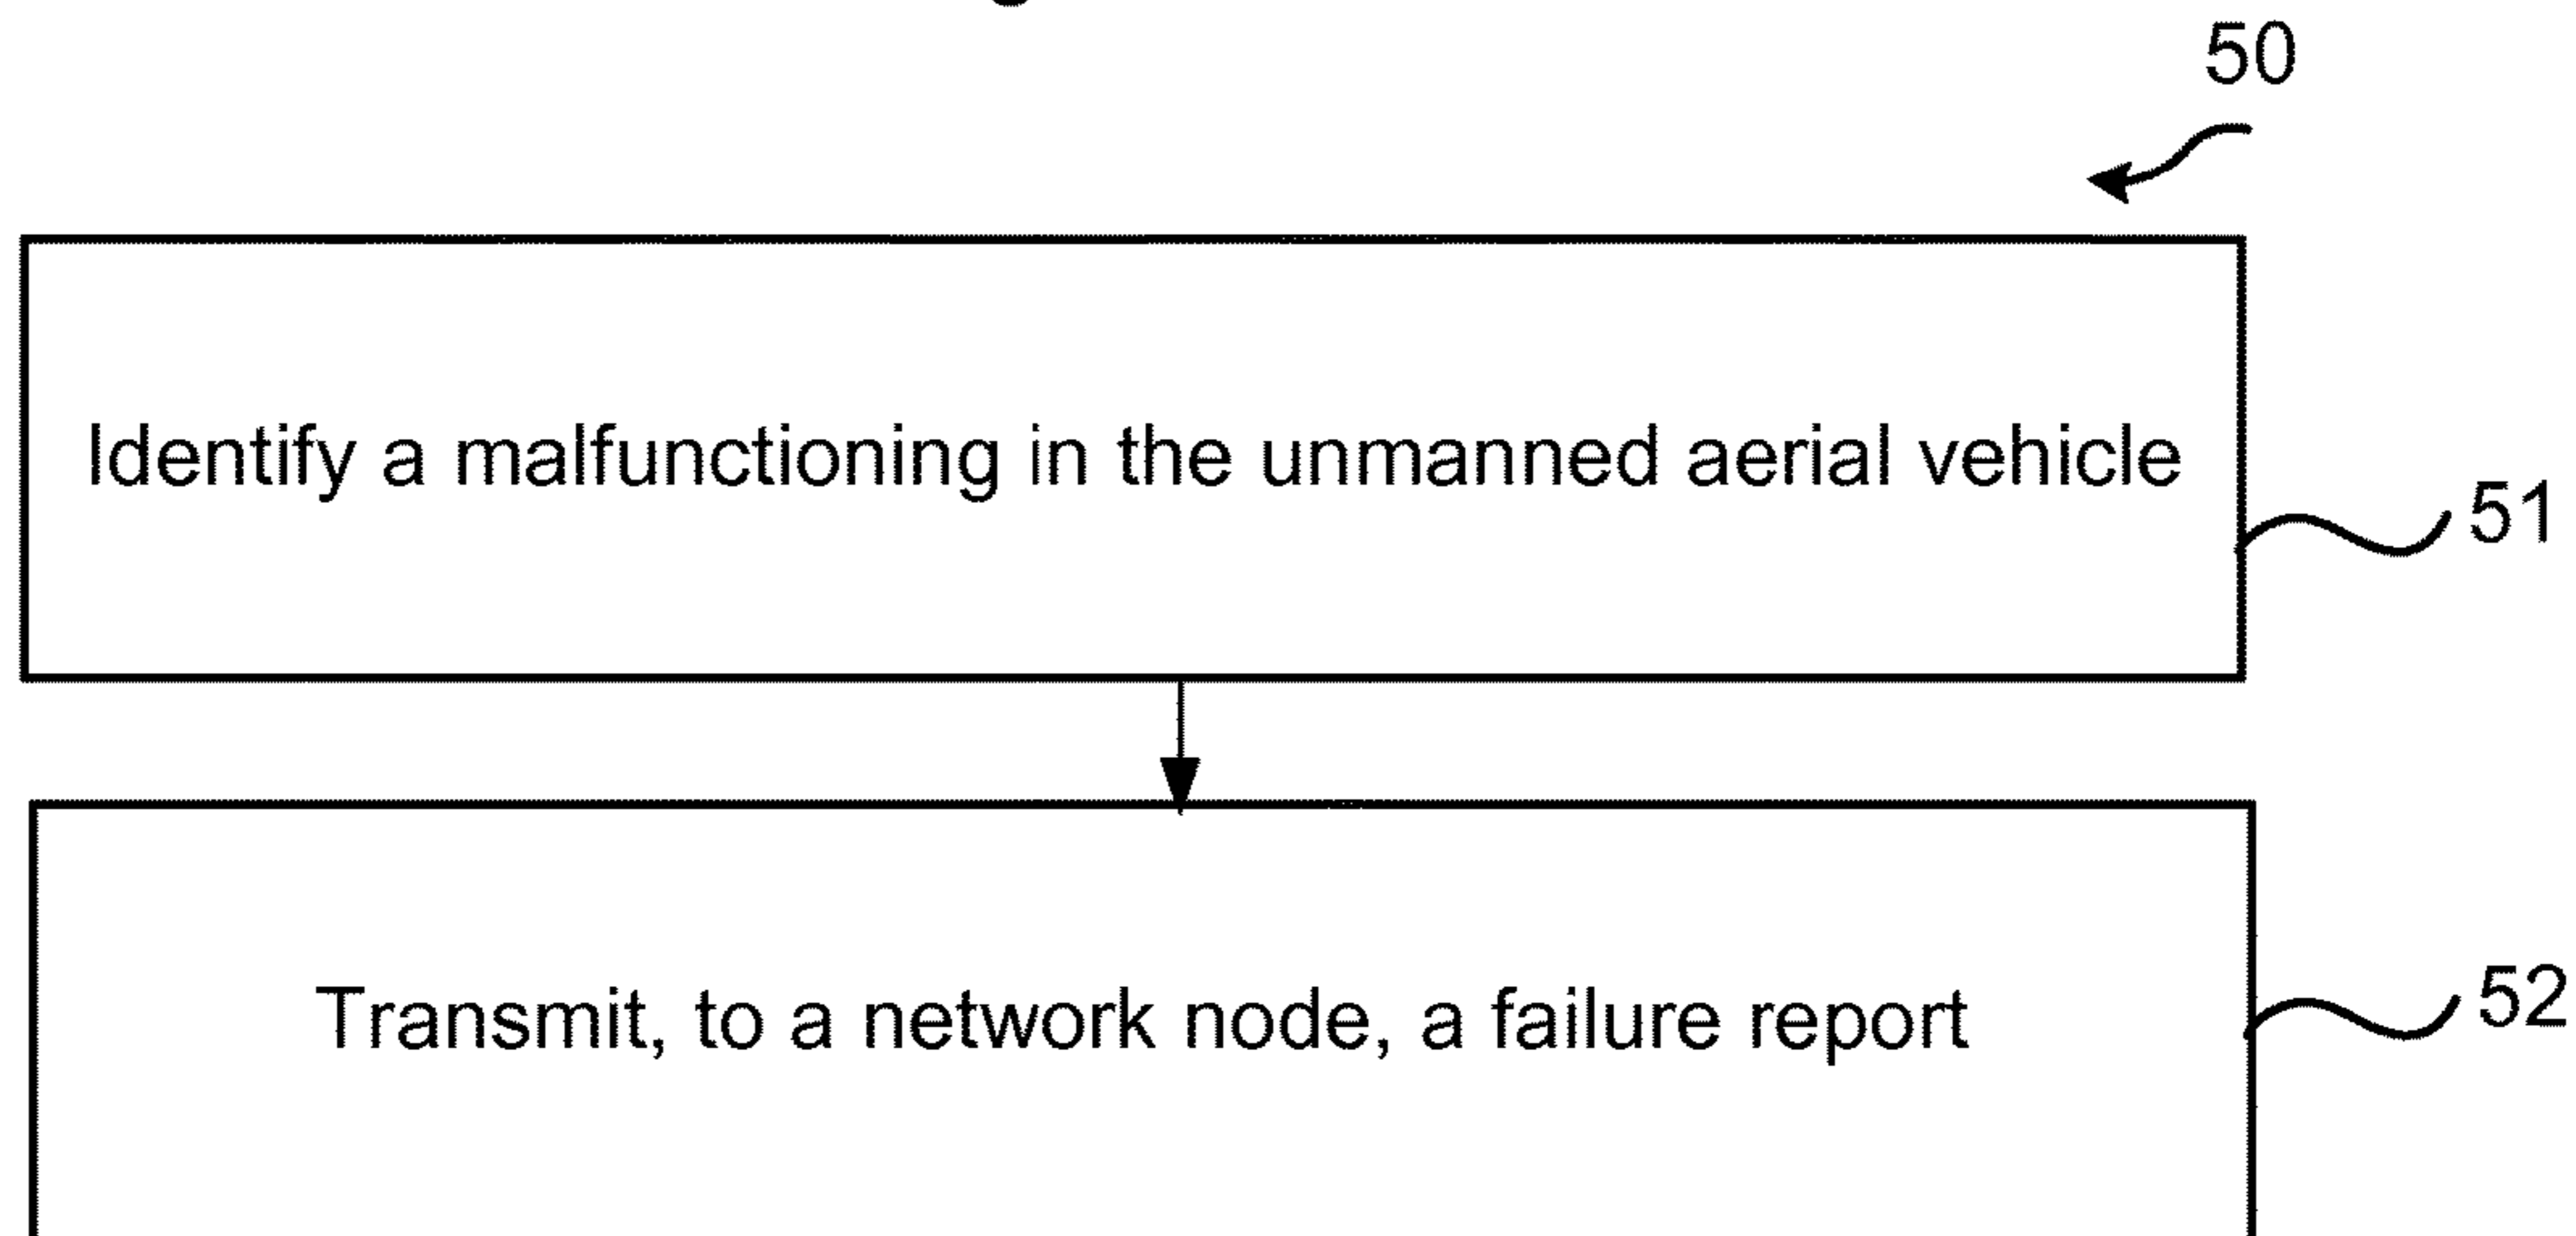 50
Identify a malfunctioning in the unmanned aerial vehicle
51
Transmit, to a network node, a failure report
52